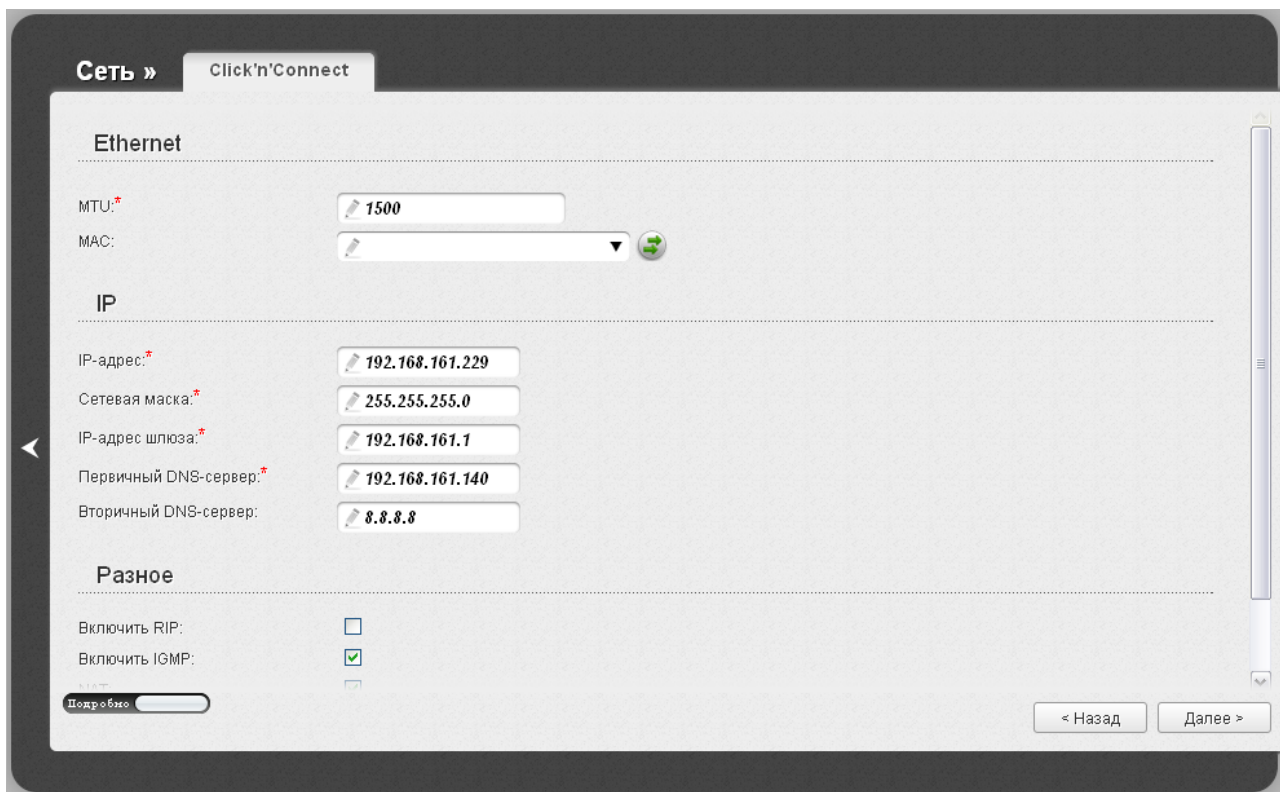 Сеть »
Click'n'Connect
Ethernet
MTU:*
1500
MAC:
IP
IP-адрес:*
192.168.161.229
Сетевая маска:*
255.255.255.0
IP-адрес шлюза:*
192.168.161.1
Первичный DNS-сервер:*
192.168.161.140
Вторичный DNS-сервер:
8.8.8.8
Разное
Включить RIP:
Включить IGMP:
NAT:
Подробно
< Назад
Далее >